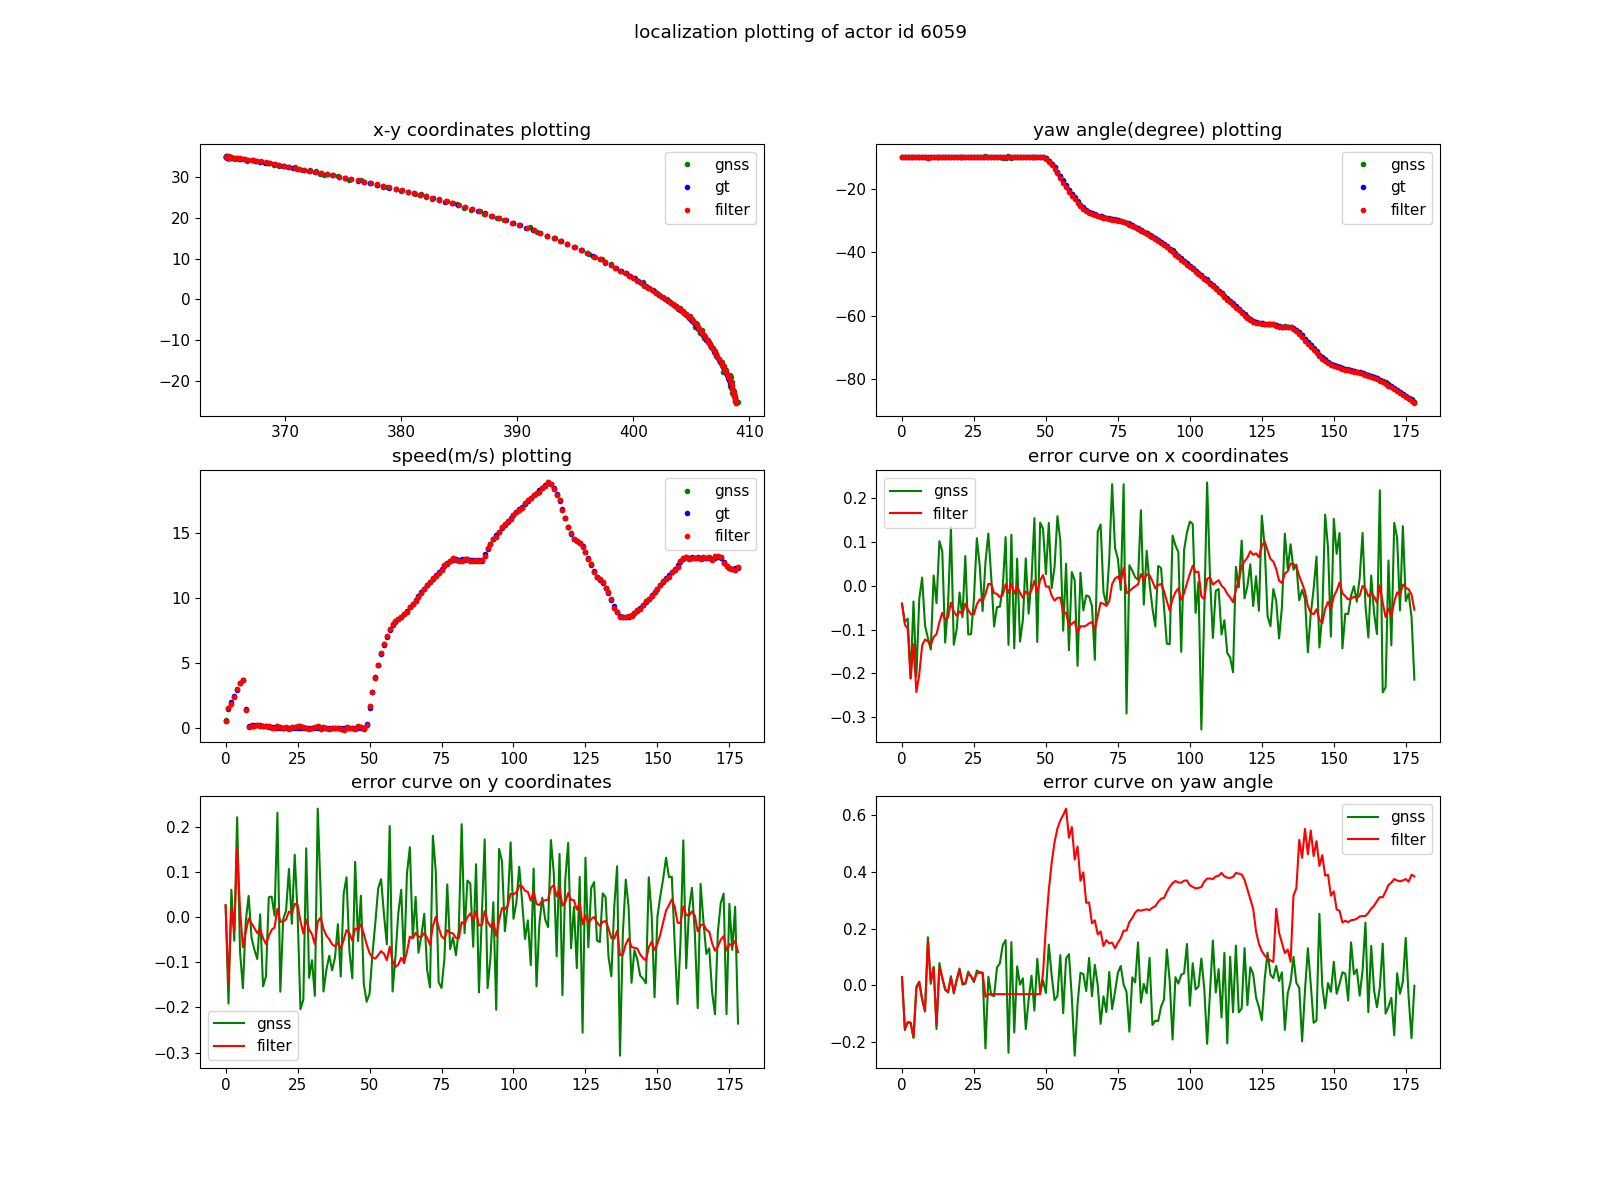 localization plotting of actor id 6059
x-y coordinates plotting
30
20
10
0
−10
−20
370 380 390 400 410
gnss
gt
filter
yaw angle(degree) plotting
−20
−40
−60
−80
0 25 50 75 100 125 150 175
gnss
gt
filter
speed(m/s) plotting
15
10
5
0
0 25 50 75 100 125 150 175
gnss
gt
filter
error curve on x coordinates
0.2
0.1
0.0
−0.1
−0.2
−0.3
0 25 50 75 100 125 150 175
gnss
filter
error curve on y coordinates
0.2
0.1
0.0
−0.1
−0.2
−0.3
0 25 50 75 100 125 150 175
gnss
filter
error curve on yaw angle
0.6
0.4
0.2
0.0
−0.2
0 25 50 75 100 125 150 175
gnss
filter